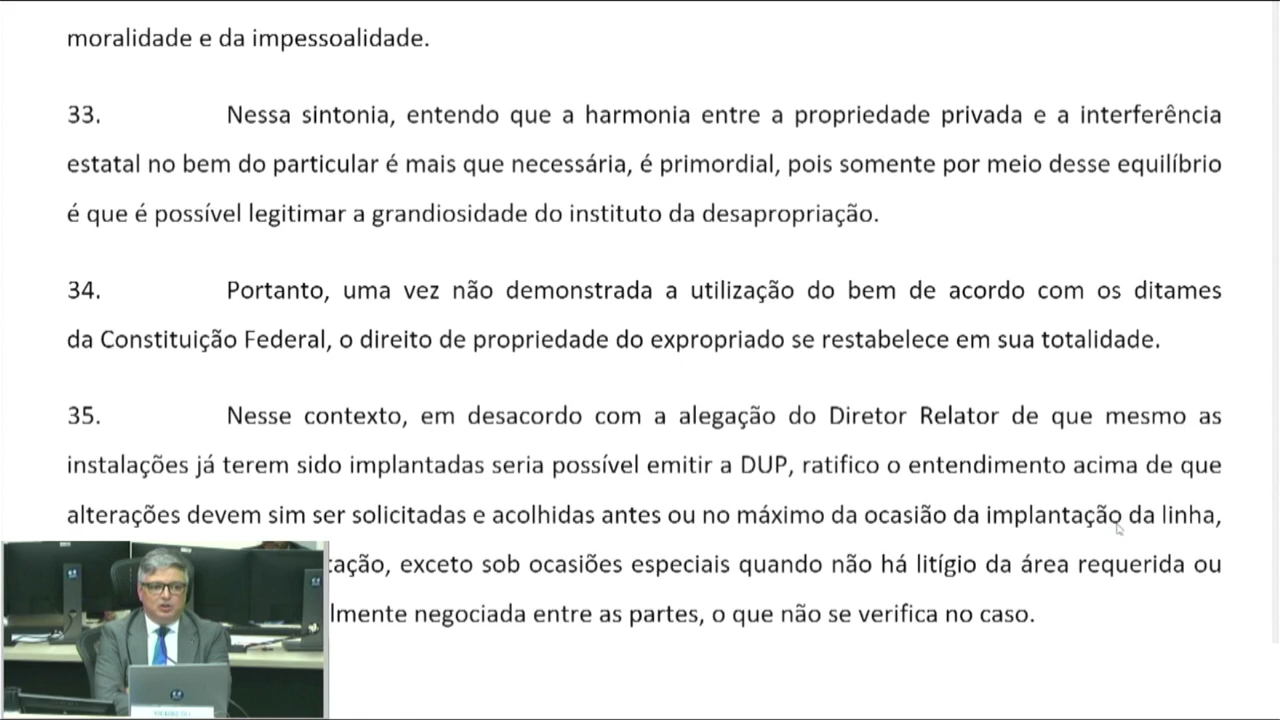 moralidade e da impessoalidade.
33. Nessa sintonia, entendo que a harmonia entre a propriedade privada e a interferência
estatal no bem do particular é mais que necessária, é primordial, pois somente por meio desse equilíbrio
é que é possível legitimar a grandiosidade do instituto da desapropriação.
34. Portanto, uma vez não demonstrada a utilização do bem de acordo com os ditames
da Constituição Federal, o direito de propriedade do expropriado se restabelece em sua totalidade.
35. Nesse contexto, em desacordo com a alegação do Diretor Relator de que mesmo as
instalações já terem sido implantadas seria possível emitir a DUP, ratifico o entendimento acima de que
alterações devem sim ser solicitadas e acolhidas antes ou no máximo da ocasião da implantação da linha,
tação, exceto sob ocasiões especiais quando não há litígio da área requerida ou
lmente negociada entre as partes, o que não se verifica no caso.